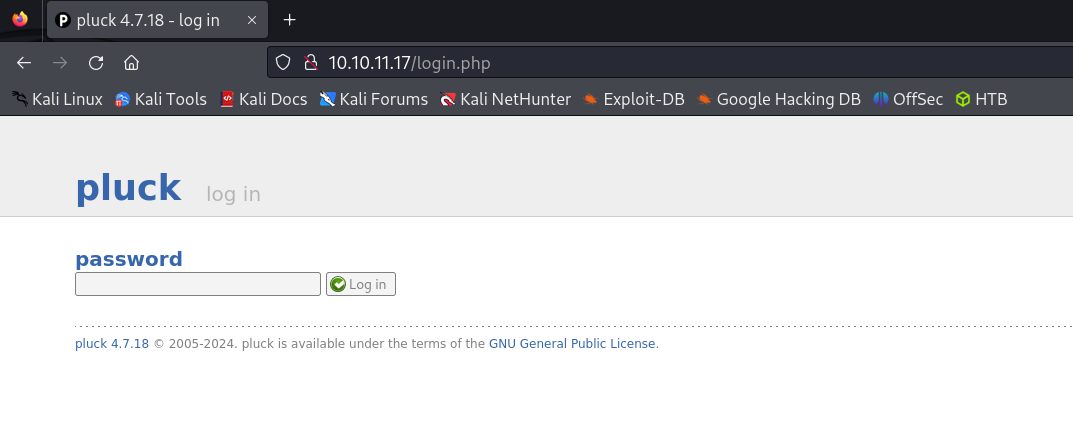 pluck 4.7.18 - log in
10.10.11.17/login.php
Kali Linux Kali Tools Kali Docs Kali Forums Kali NetHunter Exploit-DB Google Hacking DB OffSec HTB
pluck log in
password
Log in
pluck 4.7.18 © 2005-2024. pluck is available under the terms of the GNU General Public License.